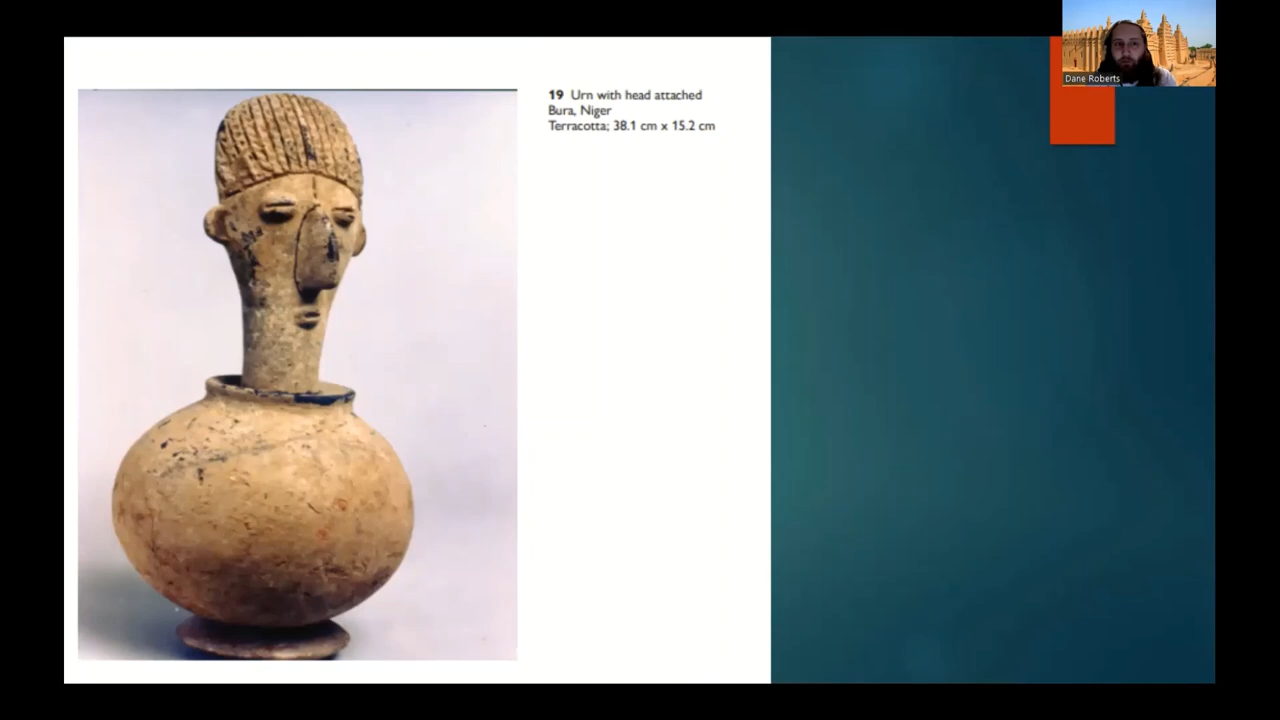 19 Urn with head attached
Bura, Niger
Terracotta; 38.1 cm x 15.2 cm
Dane Roberts